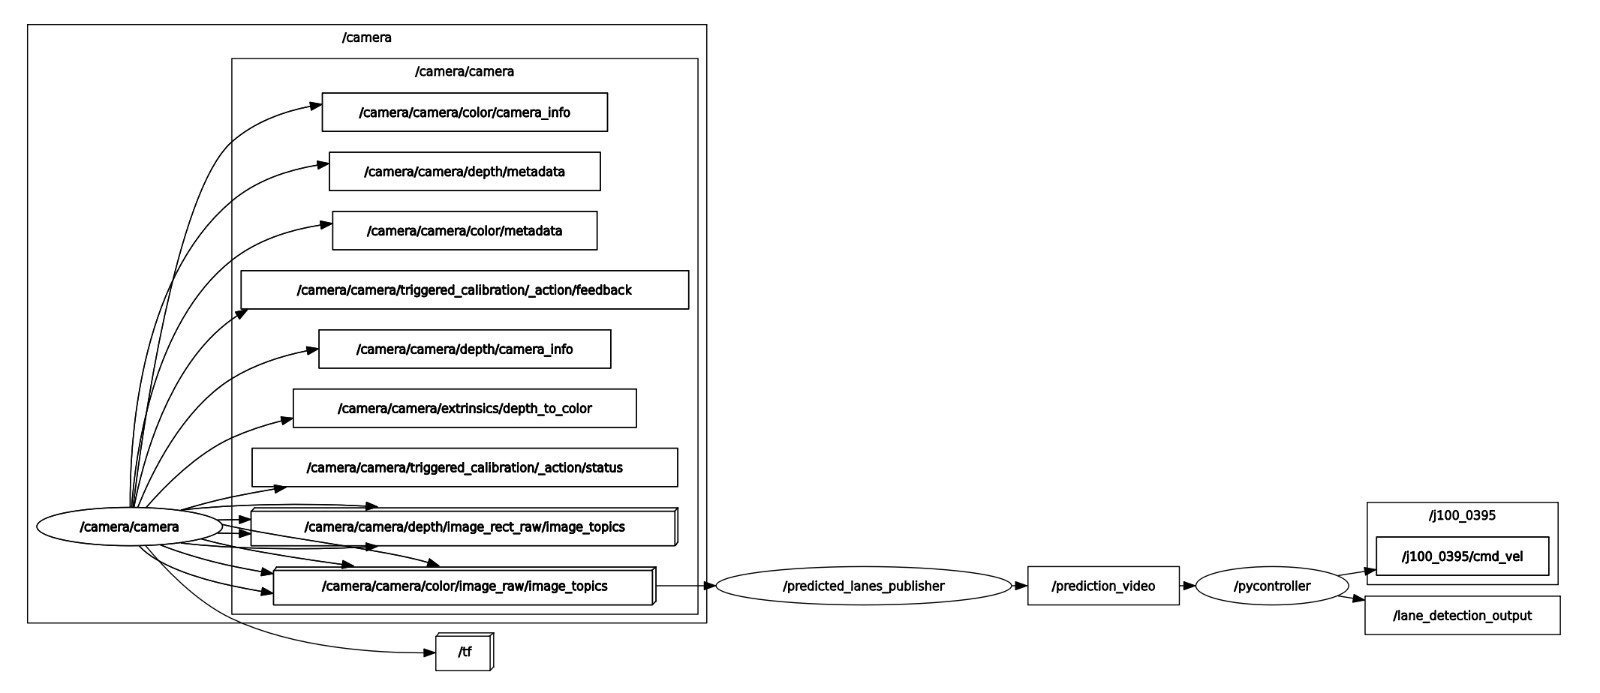 /camera
/camera/camera
/camera/camera/color/camera_info
/camera/camera/depth/metadata
/camera/camera/color/metadata
/camera/camera/triggered_calibration/_action/feedback
/camera/camera/depth/camera_info
/camera/camera/extrinsics/depth_to_color
/camera/camera/triggered_calibration/_action/status
/camera/camera
/camera/camera/depth/image_rect_raw/image_topics
/camera/camera/color/image_raw/image_topics
/tf
/predicted_lanes_publisher
/prediction_video
/pycontroller
/j100_0395
/j100_0395/cmd_vel
/lane_detection_output